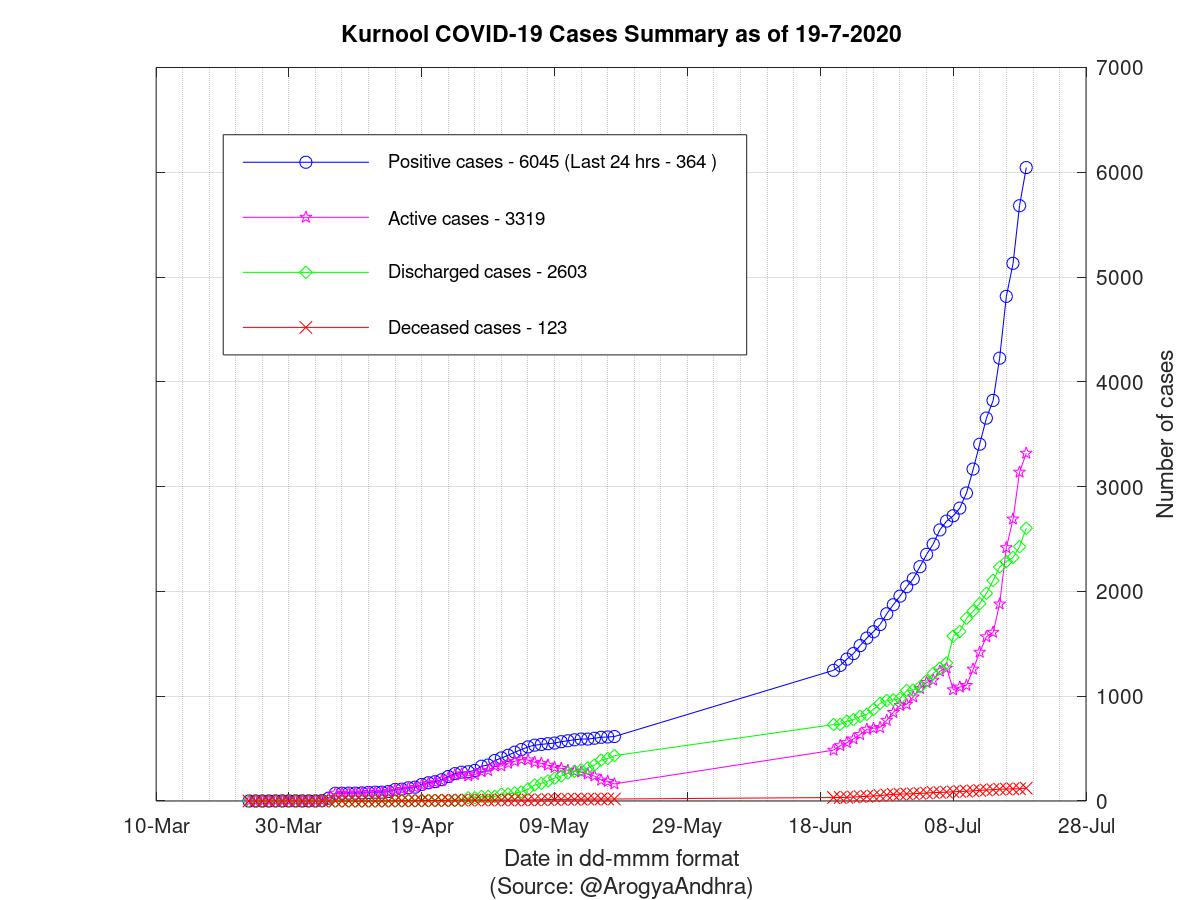 Kurnool COVID-19 Cases Summary as of 19-7-2020
Positive cases - 6045 (Last 24 hrs - 364 )
Active cases - 3319
Discharged cases - 2603
Deceased cases - 123
7000
6000
5000
4000
3000
2000
1000
0
Number of cases
10-Mar 30-Mar 19-Apr 09-May 29-May 18-Jun 08-Jul 28-Jul
Date in dd-mmm format
(Source: @ArogyaAndhra)